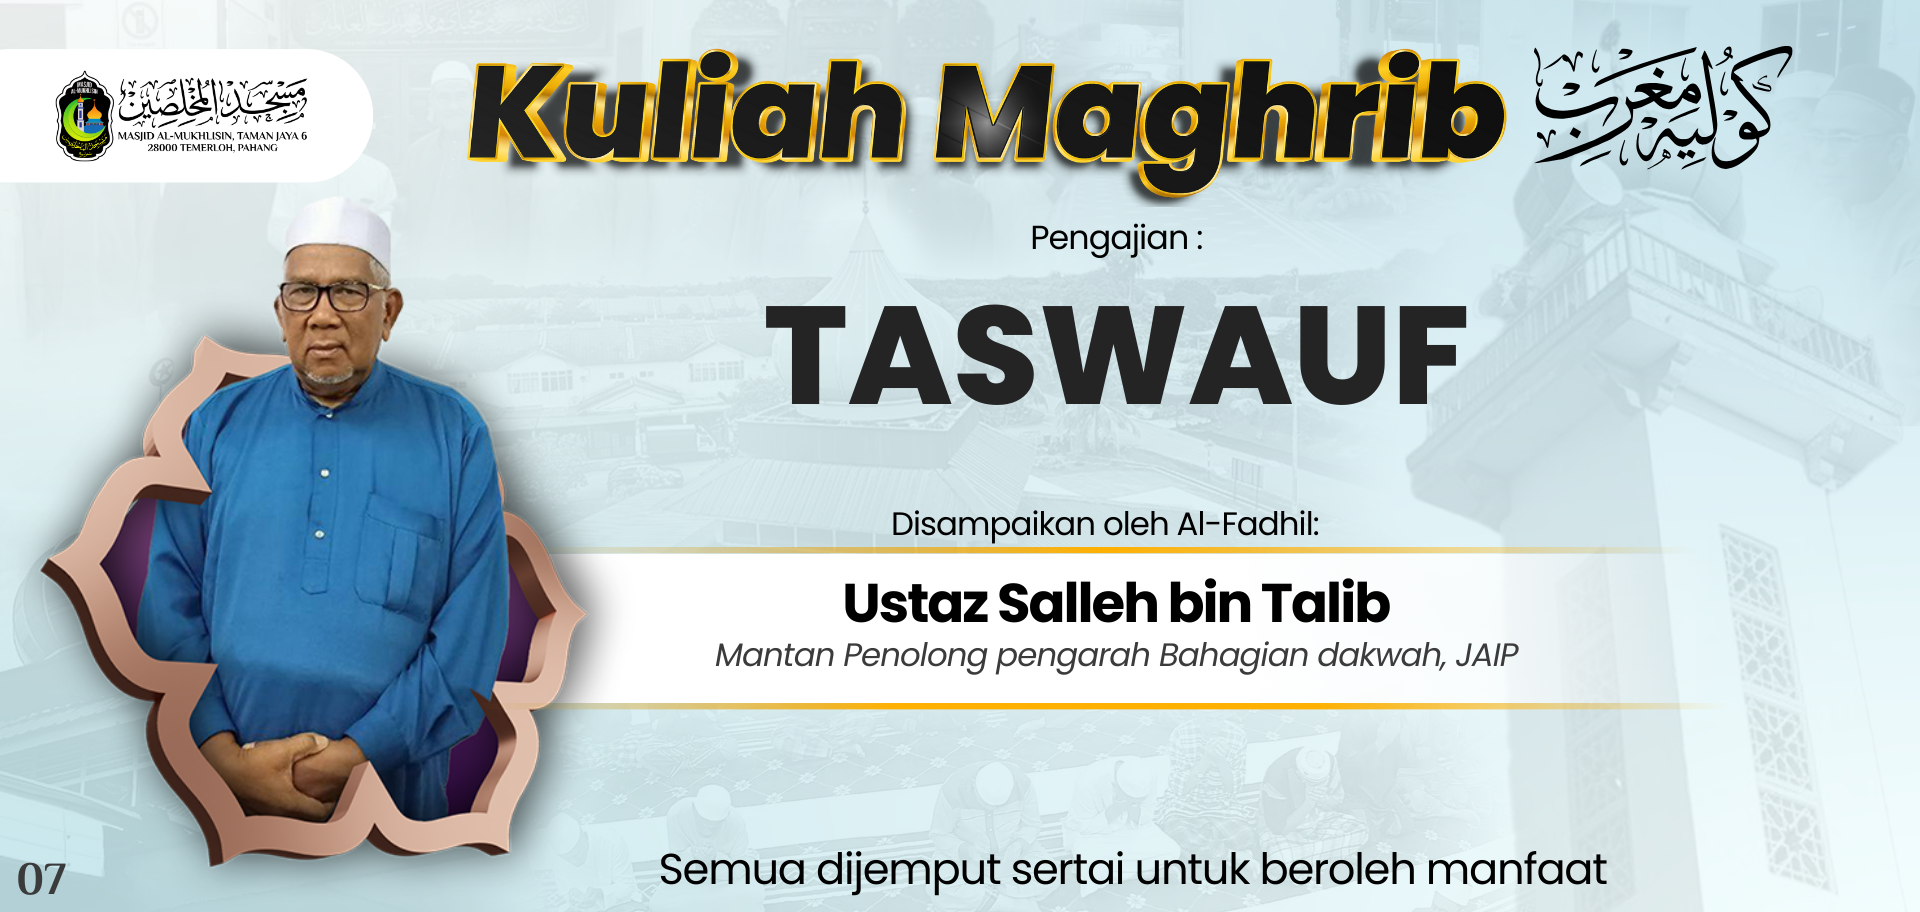 مسجد المخلصين
MASJID AL-MUKHLISIN, TAMAN JAYA 6
28000 TEMERLOH, PAHANG
Kuliah Maghrib
كولية مغرب
Pengajian :
TASWAUF
Disampaikan oleh Al-Fadhil:
Ustaz Salleh bin Talib
Mantan Penolong pengarah Bahagian dakwah, JAIP
Semua dijemput sertai untuk beroleh manfaat
07